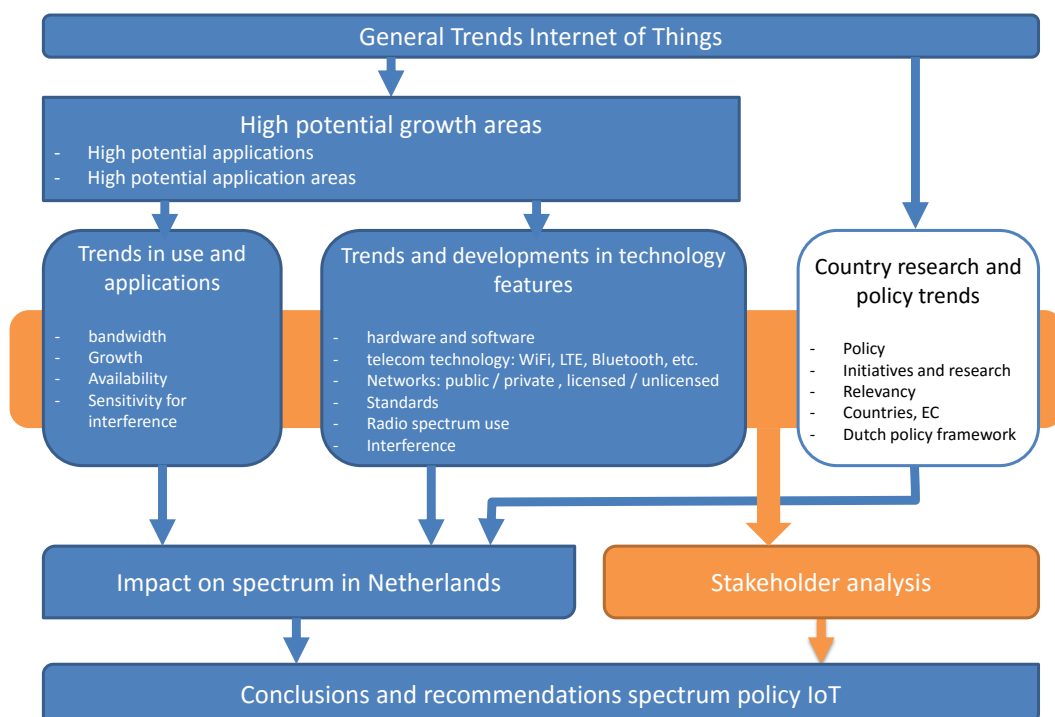 General Trends Internet of Things
High potential growth areas
- High potential applications
- High potential application areas
Trends in use and
applications
- bandwidth
- Growth
- Availability
- Sensitivity for
interference
Trends and developments in technology
features
- hardware and software
- telecom technology: WiFi, LTE, Bluetooth, etc.
- Networks: public / private , licensed / unlicensed
- Standards
- Radio spectrum use
- Interference
Country research and
policy trends
- Policy
- Initiatives and research
- Relevancy
- Countries, EC
- Dutch policy framework
Impact on spectrum in Netherlands
Stakeholder analysis
Conclusions and recommendations spectrum policy IoT